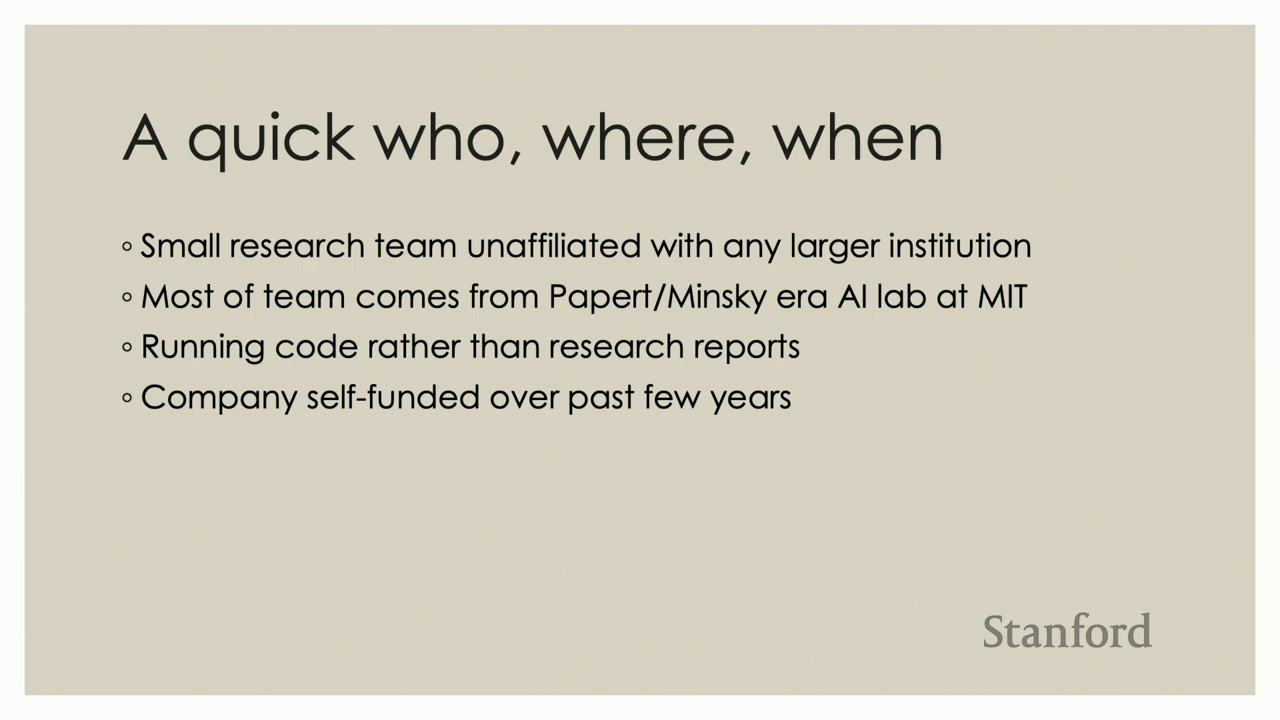 A quick who, where, when
◦ Small research team unaffiliated with any larger institution
◦ Most of team comes from Papert/Minsky era AI lab at MIT
◦ Running code rather than research reports
◦ Company self-funded over past few years
Stanford